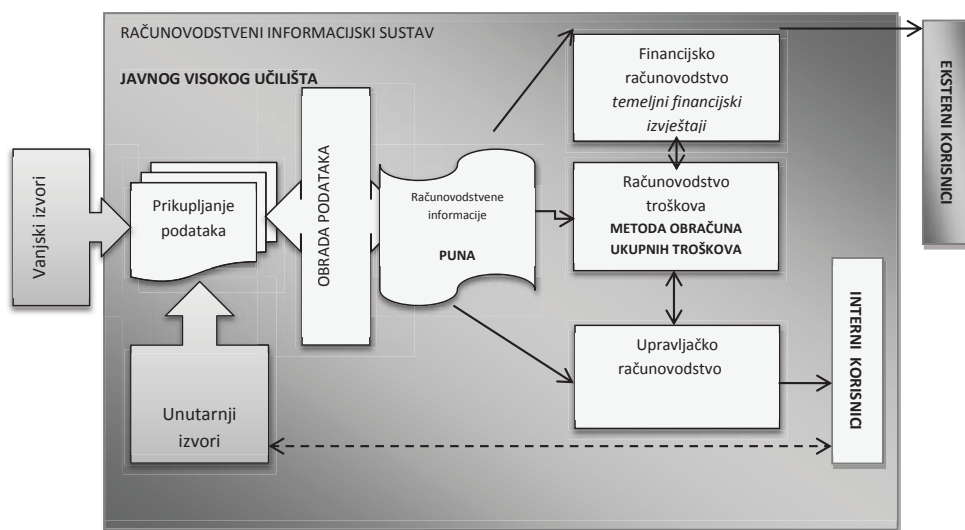 RAČUNOVODSTVENI INFORMACIJSKI SUSTAV
JAVNOG VISOKOG UČILIŠTA
Vanjski izvori
Prikupljanje
podataka
Unutarnji
izvori
OBRADA PODATAKA
Računovodstvene
informacije
PUNA
Financijsko
računovodstvo
temeljni financijski
izvještaji
Računovodstvo
troškova
METODA OBRAČUNA
UKUPNIH TROŠKOVA
Upravljačko
računovodstvo
EKSTERNI KORISNICI
INTERNI KORISNICI